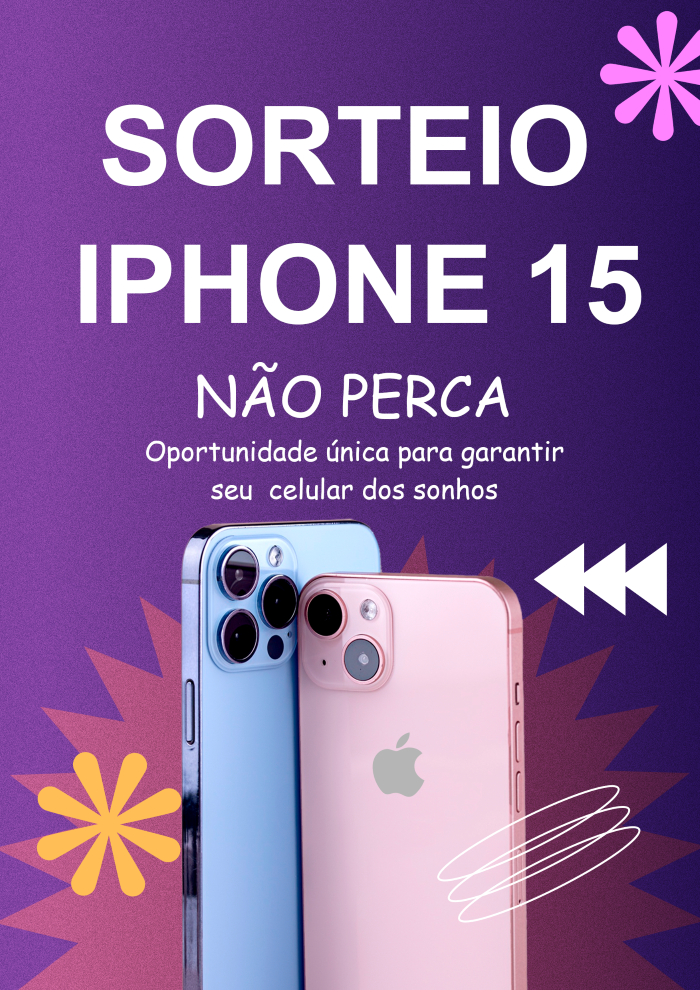 SORTEIO
IPHONE 15
NÃO PERCA
Oportunidade única para garantir
seu celular dos sonhos